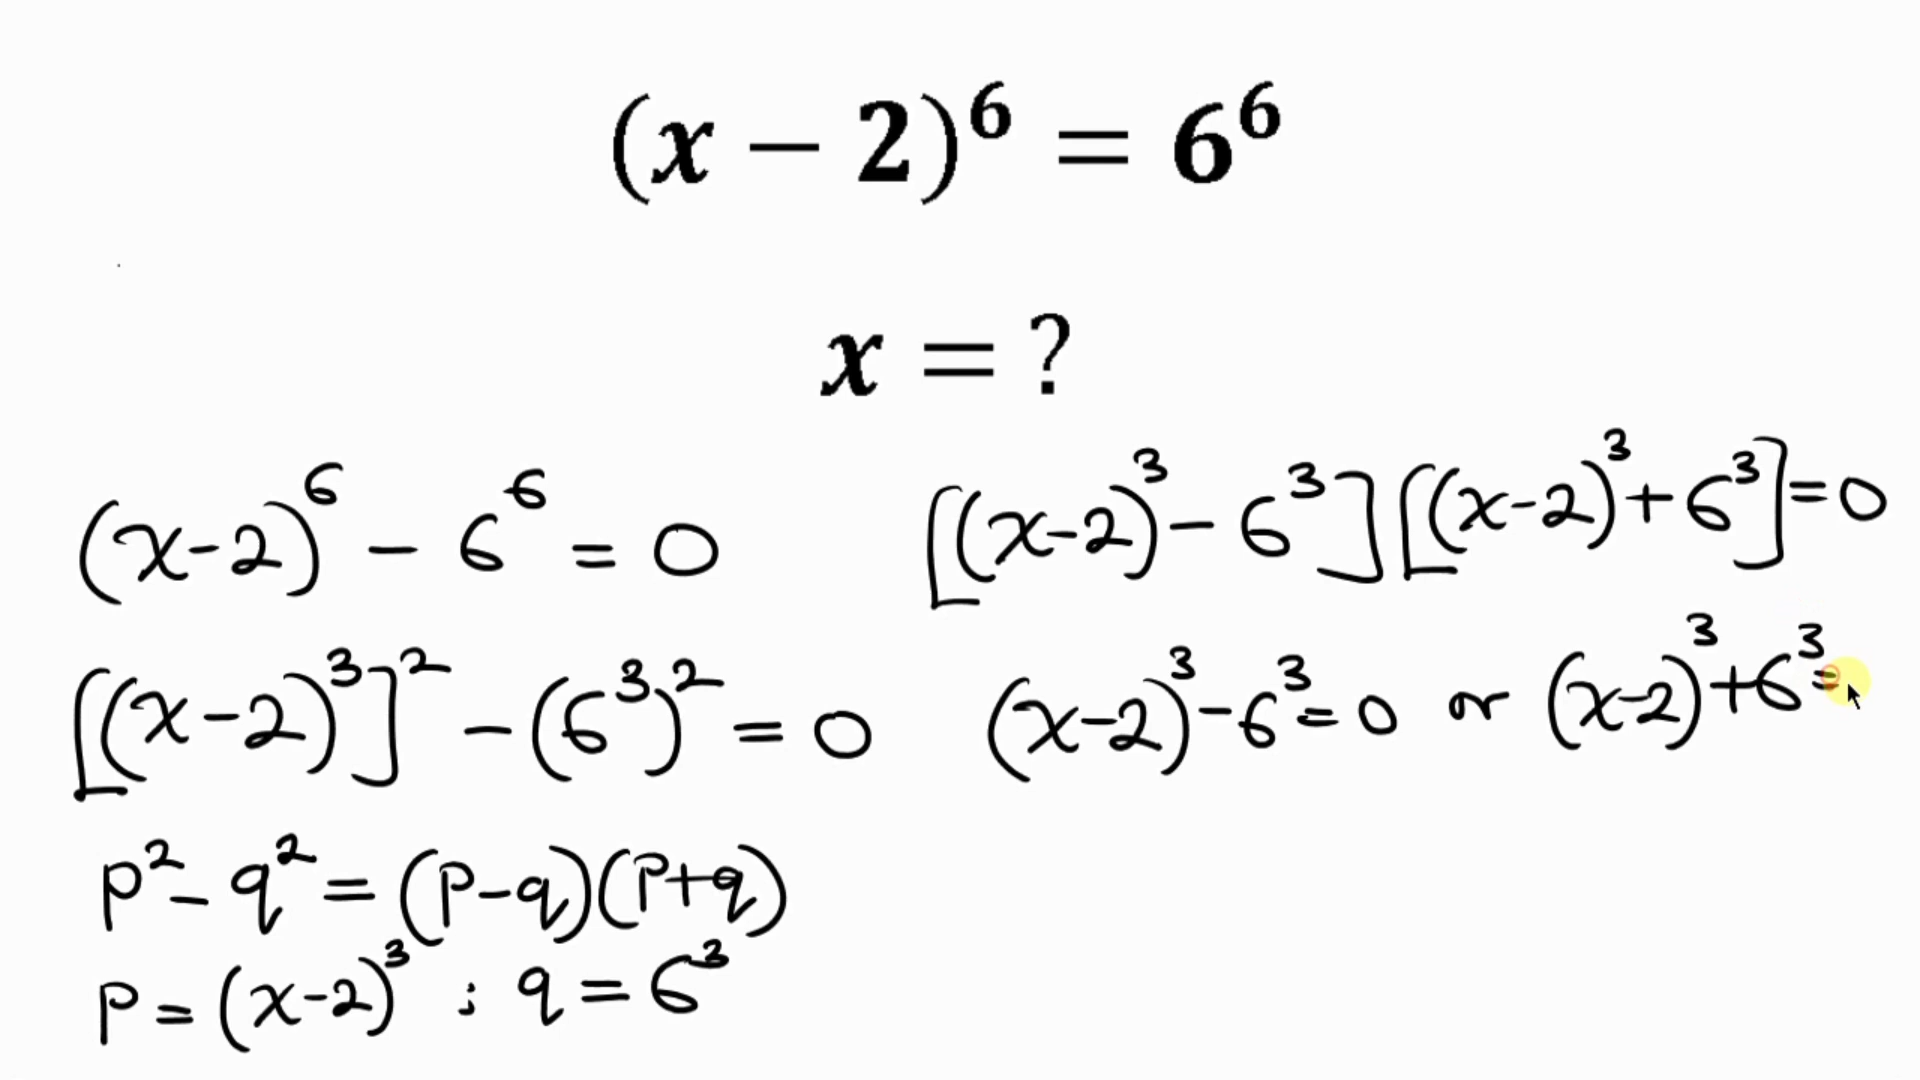 (x − 2)⁶ = 6⁶
x = ?
(x-2)⁶ - 6⁶ = 0
[(x-2)³]² - (6³)² = 0
p² - q² = (p-q)(p+q)
p = (x-2)³ ; q = 6³
[(x-2)³ - 6³][(x-2)³ + 6³] = 0
(x-2)³ - 6³ = 0 or (x-2)³ + 6³ =